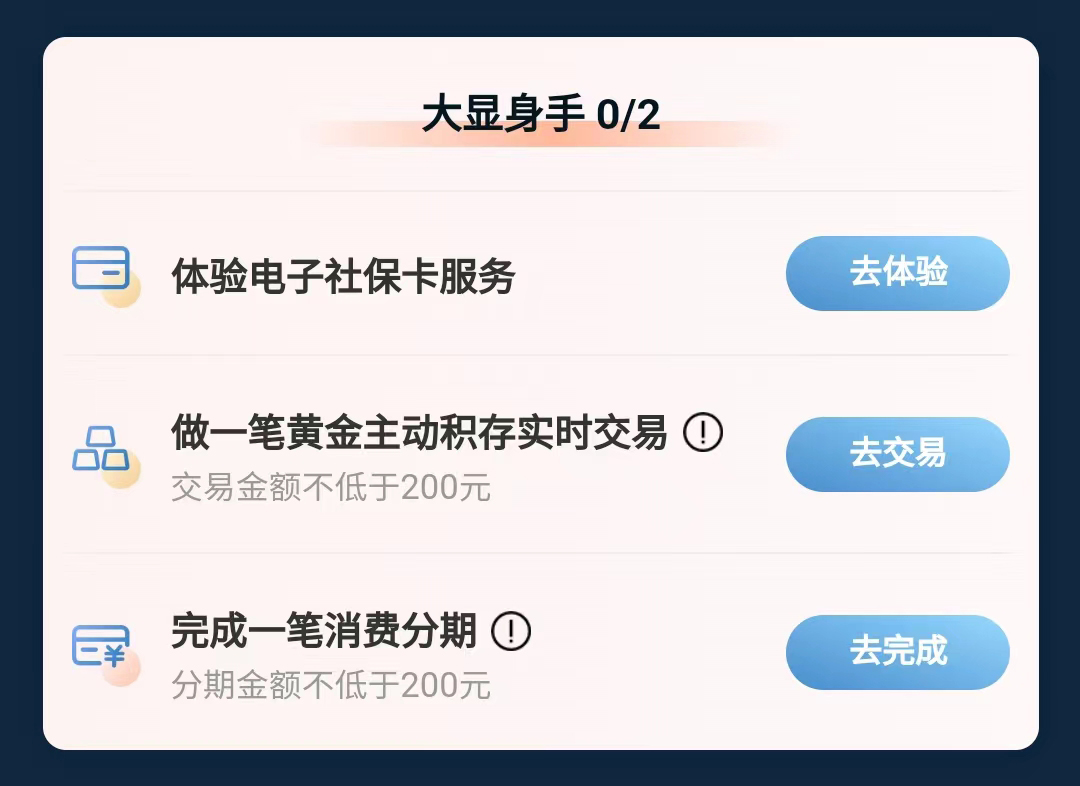 大显身手 0/2
体验电子社保卡服务
去体验
做一笔黄金主动积存实时交易
交易金额不低于200元
去交易
完成一笔消费分期
分期金额不低于200元
去完成